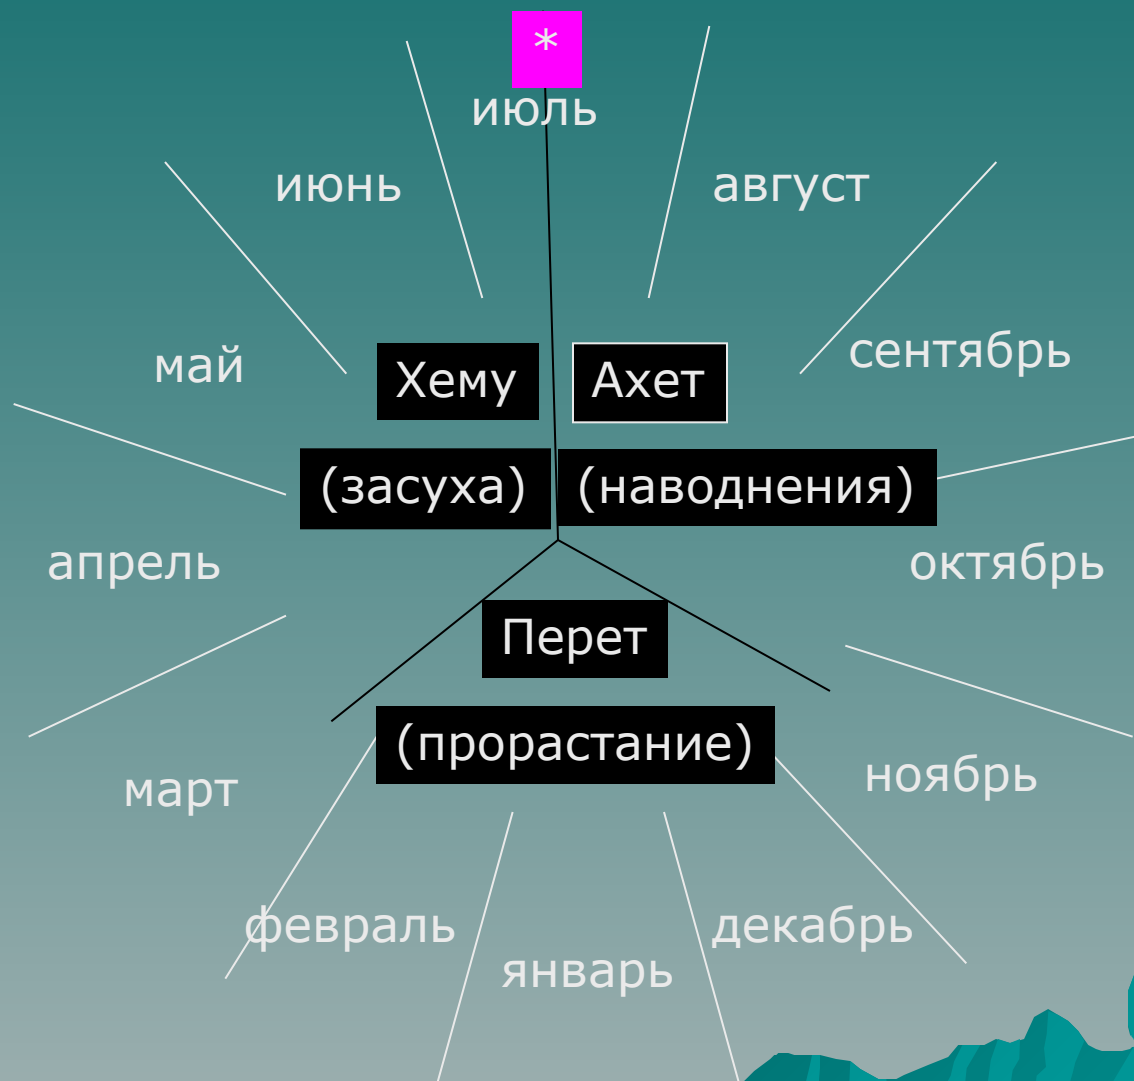 *
июль
июнь
август
май
сентябрь
Хему
Ахет
(засуха)
(наводнения)
апрель
октябрь
Перет
(прорастание)
март
ноябрь
февраль
декабрь
январь